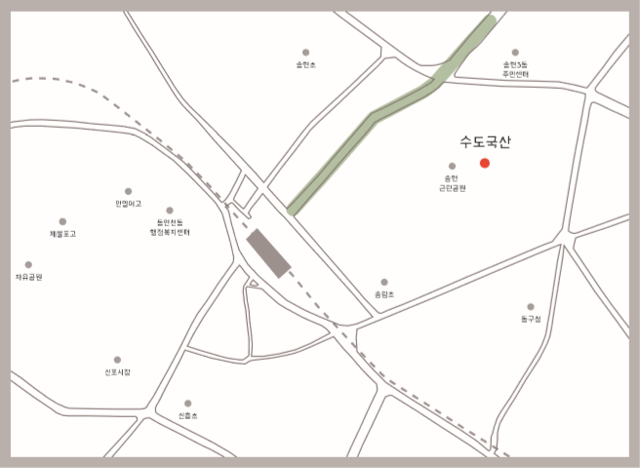 송현초
송현3동
주민센터
수도국산
송현
근린공원
인일여고
동인천동
행정복지센터
제물포고
자유공원
송림초
동구청
신포시장
신흥초